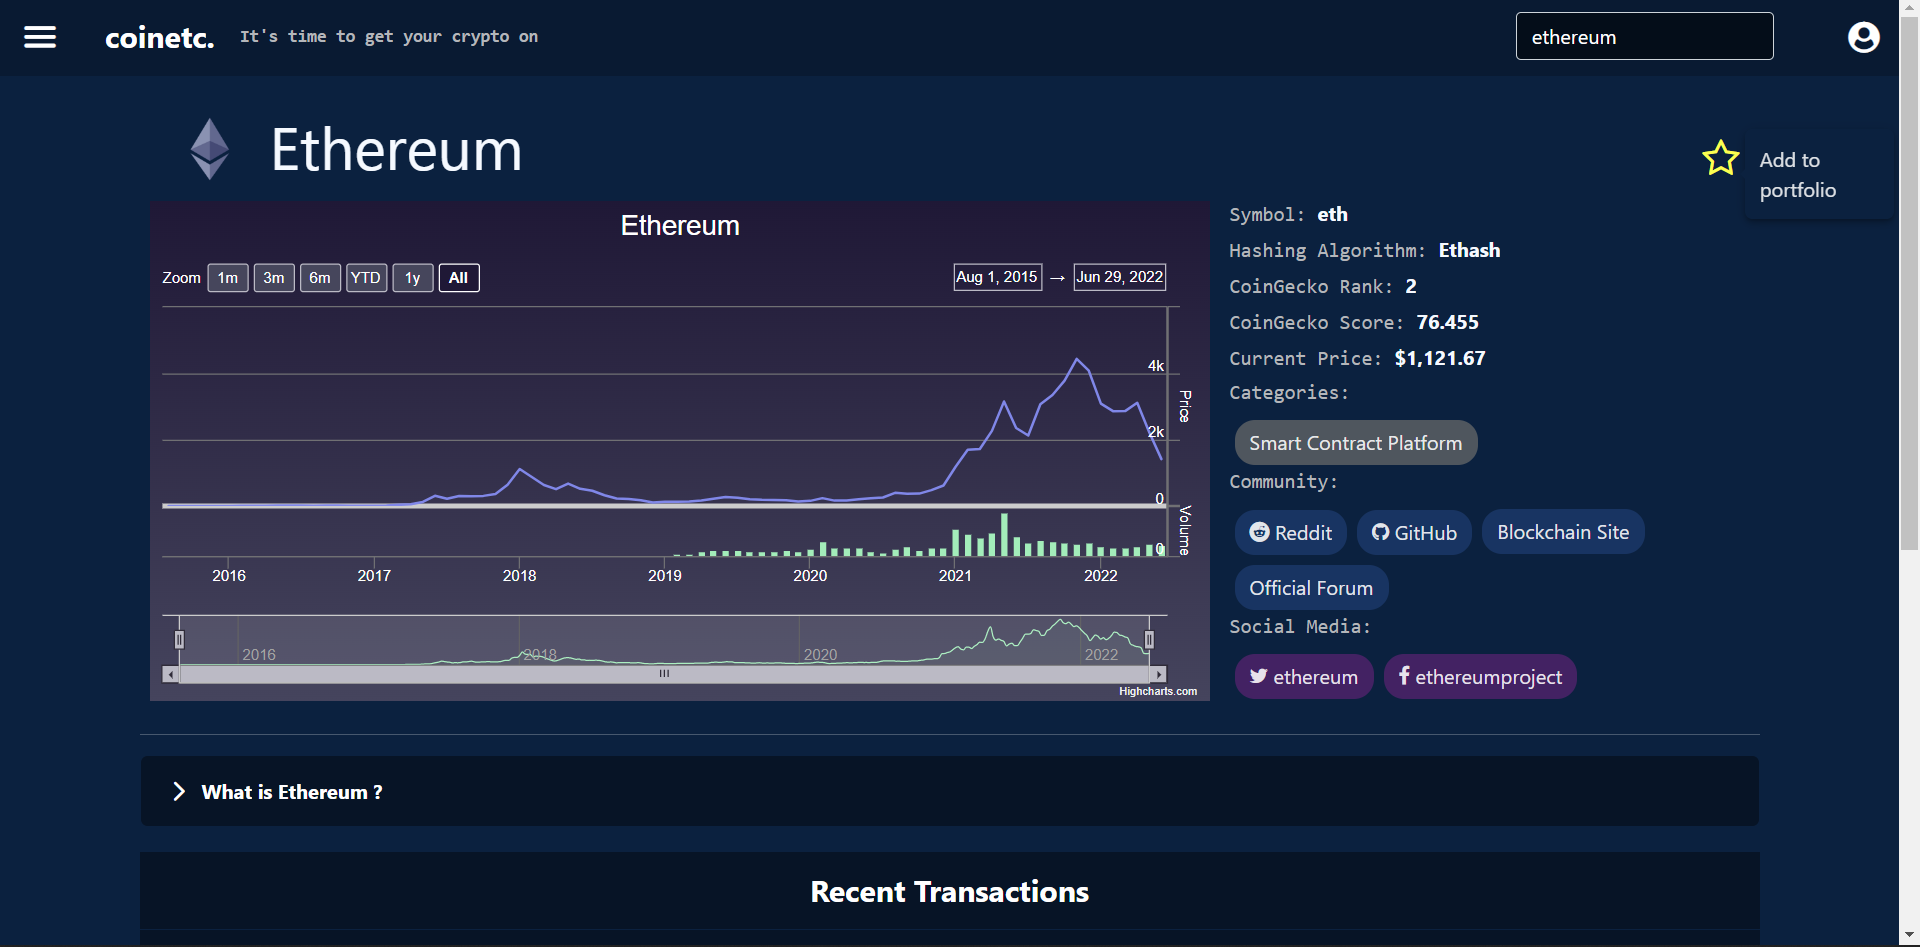 coinetc. It's time to get your crypto on ethereum
Ethereum
Add to
portfolio
Ethereum
Zoom 1m 3m 6m YTD 1y All Aug 1, 2015 → Jun 29, 2022
4k
2k
0
Price
0
Volume
2016 2017 2018 2019 2020 2021 2022
2016 2018 2020 2022
Highcharts.com
Symbol: eth
Hashing Algorithm: Ethash
CoinGecko Rank: 2
CoinGecko Score: 76.455
Current Price: $1,121.67
Categories:
Smart Contract Platform
Community:
Reddit GitHub Blockchain Site
Official Forum
Social Media:
ethereum ethereumproject
What is Ethereum ?
Recent Transactions